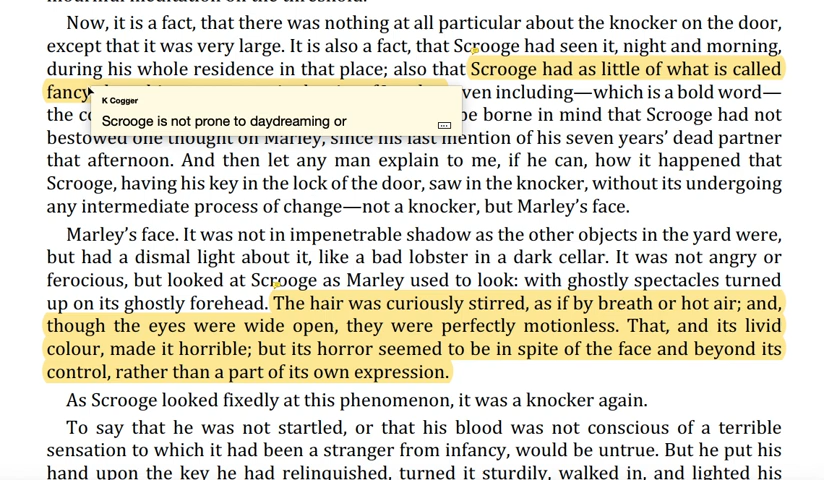 Now, it is a fact, that there was nothing at all particular about the knocker on the door,
except that it was very large. It is also a fact, that Scrooge had seen it, night and morning,
during his whole residence in that place; also that Scrooge had as little of what is called
fancy
ven including—which is a bold word—
K Cogger
Scrooge is not prone to daydreaming or
the c
be borne in mind that Scrooge had not
bestowed one thought on Marley, since his last mention of his seven years’ dead partner
that afternoon. And then let any man explain to me, if he can, how it happened that
Scrooge, having his key in the lock of the door, saw in the knocker, without its undergoing
any intermediate process of change—not a knocker, but Marley’s face.
Marley’s face. It was not in impenetrable shadow as the other objects in the yard were,
but had a dismal light about it, like a bad lobster in a dark cellar. It was not angry or
ferocious, but looked at Scrooge as Marley used to look: with ghostly spectacles turned
up on its ghostly forehead. The hair was curiously stirred, as if by breath or hot air; and,
though the eyes were wide open, they were perfectly motionless. That, and its livid
colour, made it horrible; but its horror seemed to be in spite of the face and beyond its
control, rather than a part of its own expression.
As Scrooge looked fixedly at this phenomenon, it was a knocker again.
To say that he was not startled, or that his blood was not conscious of a terrible
sensation to which it had been a stranger from infancy, would be untrue. But he put his
hand upon the key he had relinquished, turned it sturdily, walked in, and lighted his